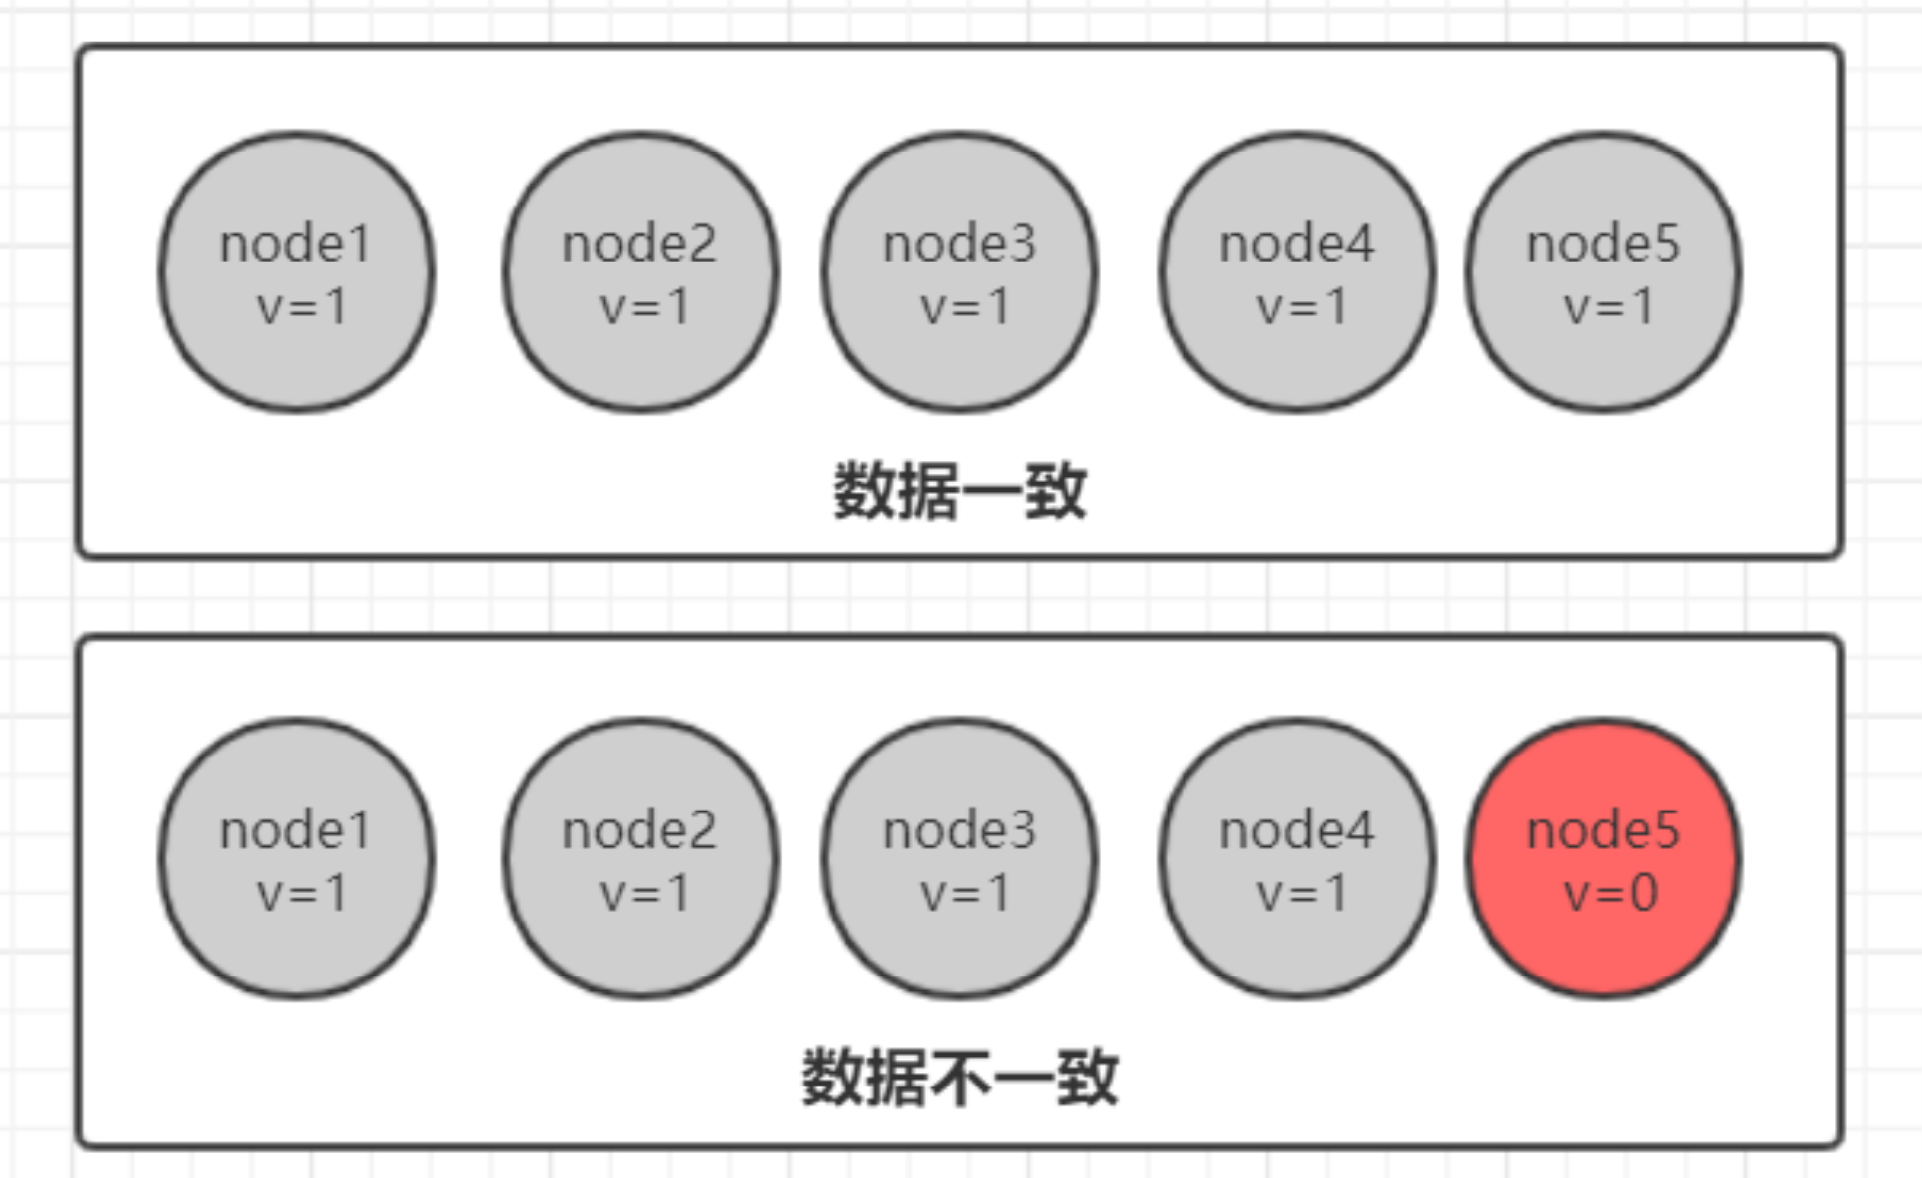 node1 node2 node3 node4 node5
v=1 v=1 v=1 v=1 v=1
数据一致
node1 node2 node3 node4 node5
v=1 v=1 v=1 v=1 v=0
数据不一致